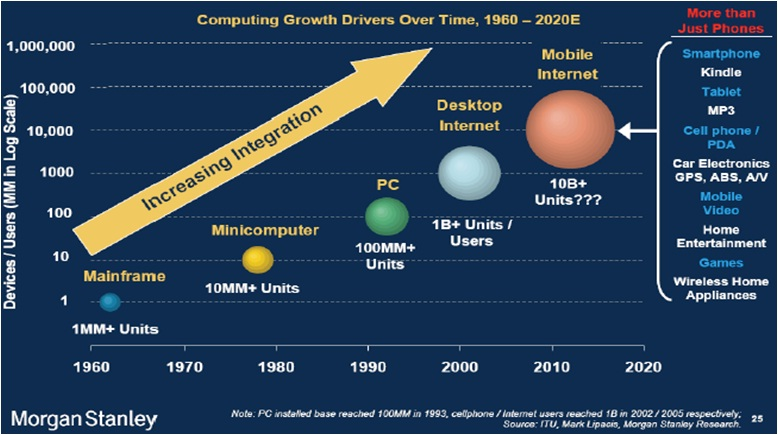 Computing Growth Drivers Over Time, 1960 – 2020E
More than
Just Phones
Devices / Users (MM in Log Scale)
1,000,000
100,000
10,000
1000
100
10
1
Increasing Integration
Mainframe
1MM+ Units
Minicomputer
10MM+ Units
PC
100MM+
Units
Desktop
Internet
1B+ Units /
Users
Mobile
Internet
10B+
Units???
Smartphone
Kindle
Tablet
MP3
Cell phone /
PDA
Car Electronics
GPS, ABS, A/V
Mobile
Video
Home
Entertainment
Games
Wireless Home
Appliances
1960
1970
1980
1990
2000
2010
2020
Morgan Stanley
Note: PC installed base reached 100MM in 1993, cellphone / Internet users reached 1B in 2002 / 2005 respectively;
Source: ITU, Mark Lipacis, Morgan Stanley Research.
25